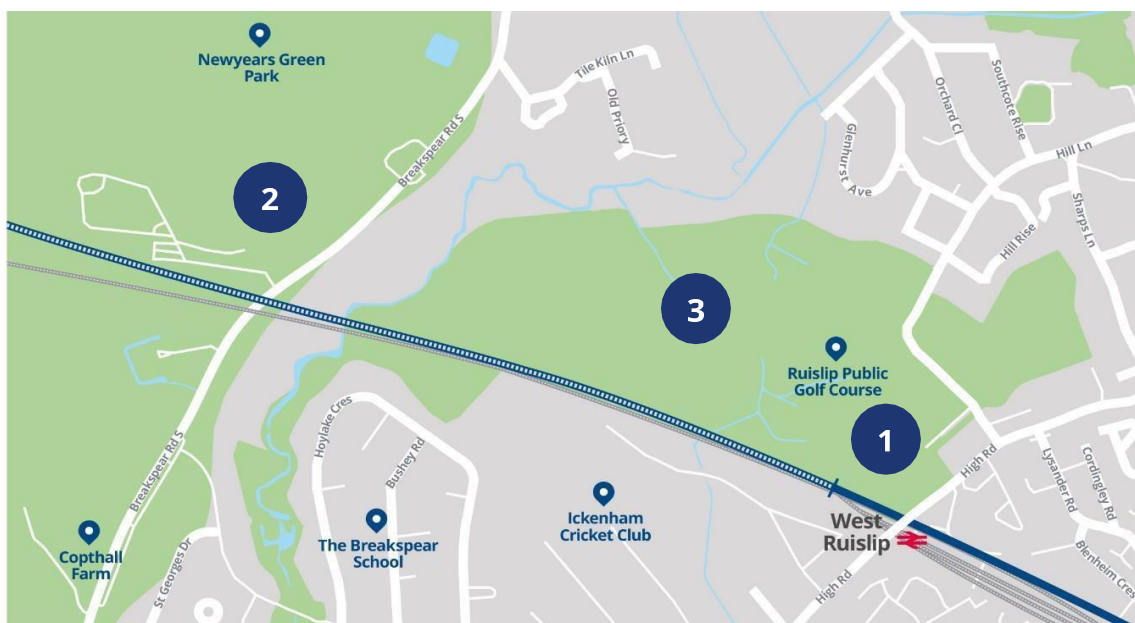 Newyears Green
Park
Tile Kiln Ln
Old Priory
Breakspear Rd S
Glenhurst Ave
Orchard Cl
Southcote Rise
Hill Ln
Sharps Ln
Hill Rise
2
3
Ruislip Public
Golf Course
1
High Rd
Lysander Rd
Cordingley Rd
Blenheim Cres
West
Ruislip
High Rd
Hoylake Cres
Bushey Rd
Breakspear Rd S
Ickenham
Cricket Club
The Breakspear
School
Copthall
Farm
St Georges Dr